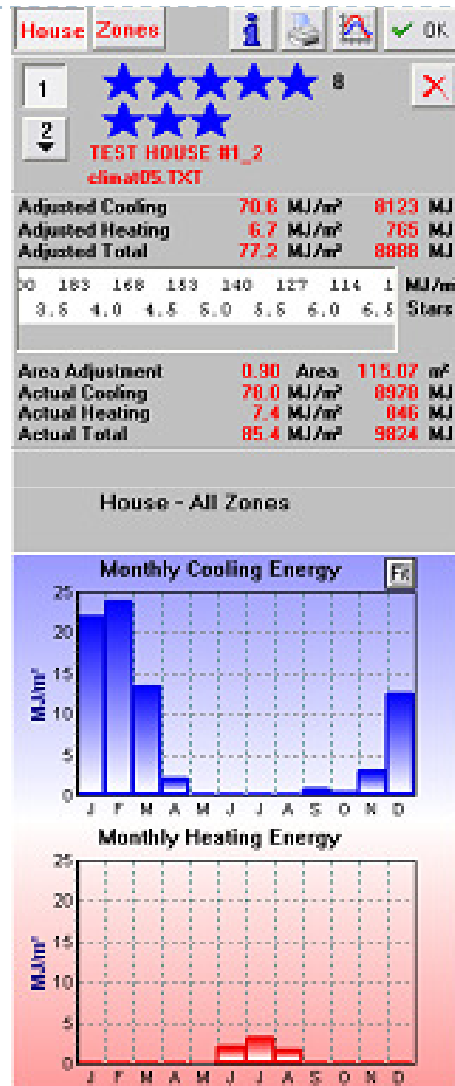 House Zones i OK
1 8
2
TEST HOUSE #1_2
climat05.TXT
Adjusted Cooling 70.6 MJ/m² 8123 MJ
Adjusted Heating 6.7 MJ/m² 765 MJ
Adjusted Total 77.2 MJ/m² 8888 MJ
00 183 168 153 140 127 114 1 MJ/m
3.5 4.0 4.5 5.0 5.5 6.0 6.5 Stars
Area Adjustment 0.90 Area 115.07 m²
Actual Cooling 78.0 MJ/m² 8978 MJ
Actual Heating 7.4 MJ/m² 846 MJ
Actual Total 85.4 MJ/m² 9824 MJ
House - All Zones
Monthly Cooling Energy Fit
25
20
15
10
5
0
MJ/m²
J F M A M J J A S O N D
Monthly Heating Energy
25
20
15
10
5
0
MJ/m²
J F M A M J J A S O N D